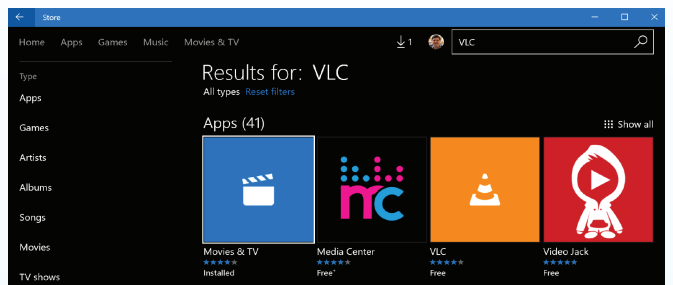 Store
Home Apps Games Music Movies & TV
1
VLC
Type
Apps
Games
Artists
Albums
Songs
Movies
TV shows
Results for: VLC
All types Reset filters
Apps (41)
Show all
mc
Movies & TV
Installed
Media Center
Free*
VLC
Free
Video Jack
Free